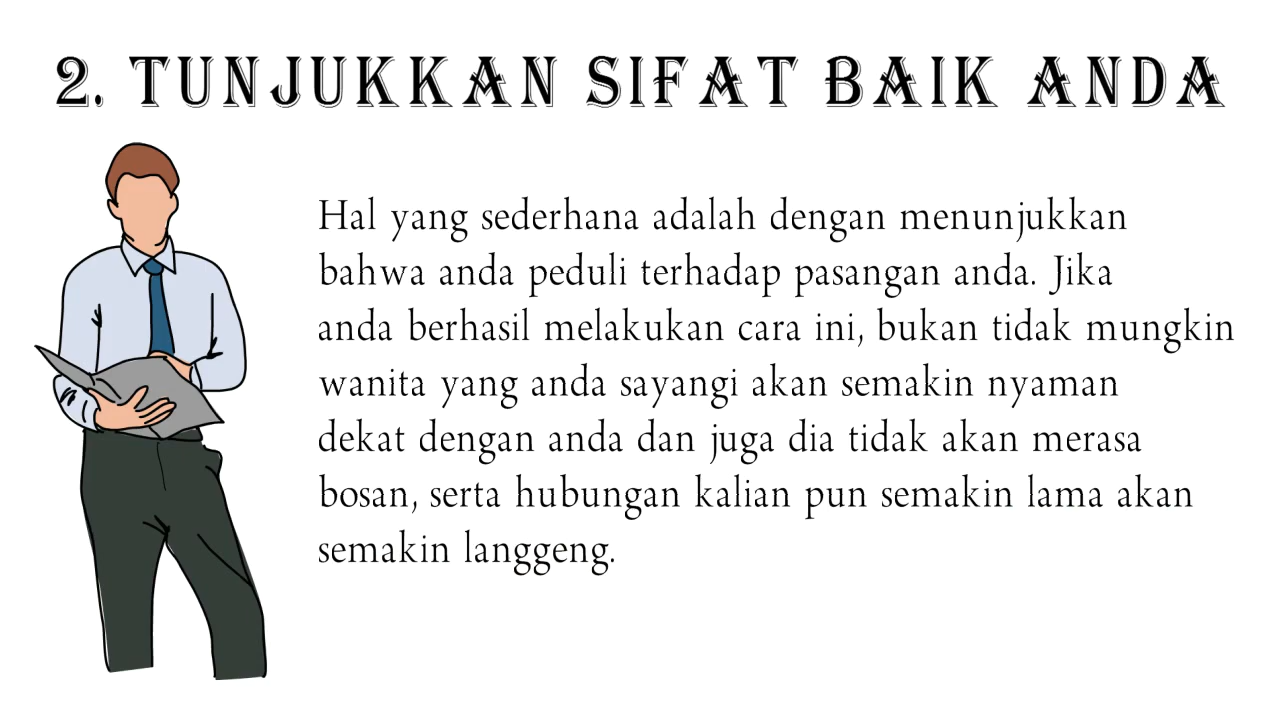 2. TUNJUKKAN SIFAT BAIK ANDA
Hal yang sederhana adalah dengan menunjukkan
bahwa anda peduli terhadap pasangan anda. Jika
anda berhasil melakukan cara ini, bukan tidak mungkin
wanita yang anda sayangi akan semakin nyaman
dekat dengan anda dan juga dia tidak akan merasa
bosan, serta hubungan kalian pun semakin lama akan
semakin langgeng.